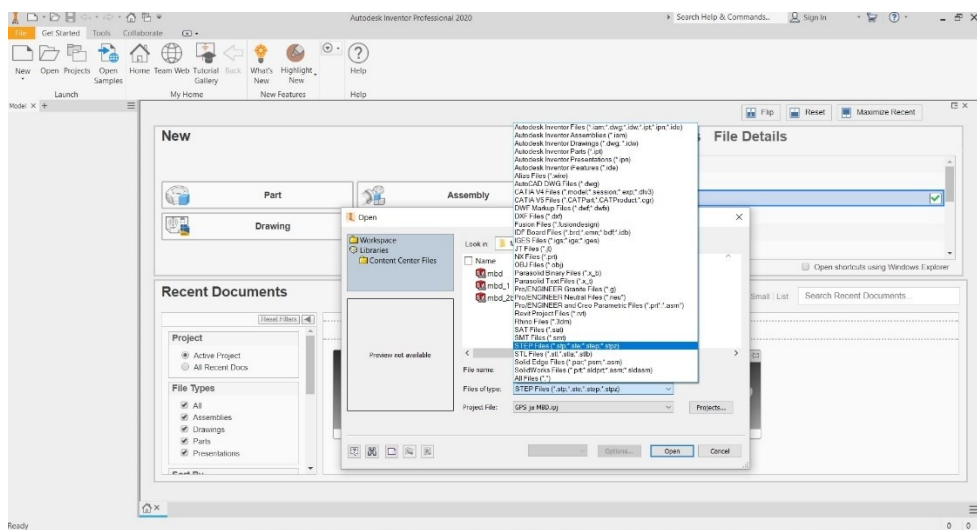 Autodesk Inventor Professional 2020
Search Help & Commands...
Sign In
File
Get Started
Tools
Collaborate
New
Open
Projects
Open Samples
Home
Team Web
Tutorial Gallery
Back
What's New
Highlight New
Help
Launch
My Home
New Features
Help
Model
Flip
Reset
Maximize Recent
New
File Details
Part
Assembly
Drawing
Open shortcuts using Windows Explorer
Recent Documents
Small
List
Search Recent Documents...
Reset Filters
Project
Active Project
All Recent Docs
File Types
All
Assemblies
Drawings
Parts
Presentations
Sort By
Open
Workspace
Libraries
Content Center Files
Preview not available
Look in:
Name
mbd
mbd_1
Autodesk Inventor Files (*.iam;*.dwg;*.idw;*.ipt;*.ipn;*.ide)
Autodesk Inventor Assemblies (*.iam)
Autodesk Inventor Drawings (*.dwg;*.idw)
Autodesk Inventor Parts (*.ipt)
Autodesk Inventor Presentations (*.ipn)
Autodesk Inventor iFeatures (*.ide)
Alias Files (*.wire)
AutoCAD DWG Files (*.dwg)
CATIA V4 Files (*.model;*.session;*.exp;*.dlv3)
CATIA V5 Files (*.CATPart;*.CATProduct;*.cgr)
DWF Markup Files (*.dwf;*.dwfx)
DXF Files (*.dxf)
Fusion Files (*.fusiondesign)
IDF Board Files (*.brd;*.emn;*.bdf;*.idb)
IGES Files (*.igs;*.ige;*.iges)
JT Files (*.jt)
NX Files (*.prt)
OBJ Files (*.obj)
Parasolid Binary Files (*.x_b)
Parasolid Text Files (*.x_t)
Pro/ENGINEER Granite Files (*.g)
Pro/ENGINEER Neutral Files (*.neu*)
Pro/ENGINEER and Creo Parametric Files (*.prt*;*.asm*)
Revit Project Files (*.rvt)
Rhino Files (*.3dm)
SAT Files (*.sat)
SMT Files (*.smt)
STEP Files (*.stp;*.ste;*.step;*.stpz)
STL Files (*.stl;*.stla;*.stlb)
Solid Edge Files (*.par;*.psm;*.asm)
SolidWorks Files (*.prt;*.sldprt;*.asm;*.sldasm)
All Files (*.*)
File name:
Files of type:
STEP Files (*.stp;*.ste;*.step;*.stpz)
Project File:
GPS ja MBD.ipj
Projects...
Options...
Open
Cancel
Ready
0 0